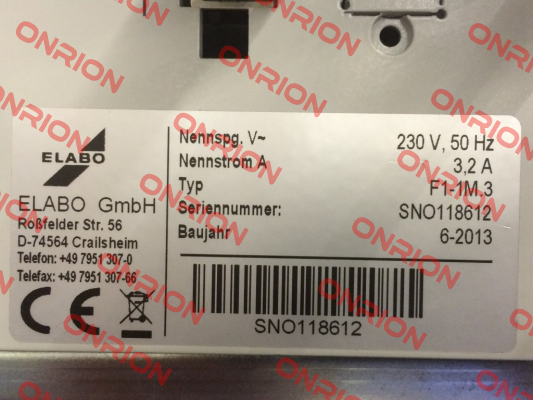 ELABO
ELABO GmbH
Roßfelder Str. 56
D-74564 Crailsheim
Telefon: +49 7951 307-0
Telefax: +49 7951 307-66
CE
Nennspg. V~ 230 V, 50 Hz
Nennstrom A 3,2 A
Typ F1-1M.3
Seriennummer: SNO118612
Baujahr 6-2013
SNO118612
ONRION
ONRION
ONRION
ONRION
ONRION
ONRION
ONRION
ONRION
ONRION
ONRION
ONRION